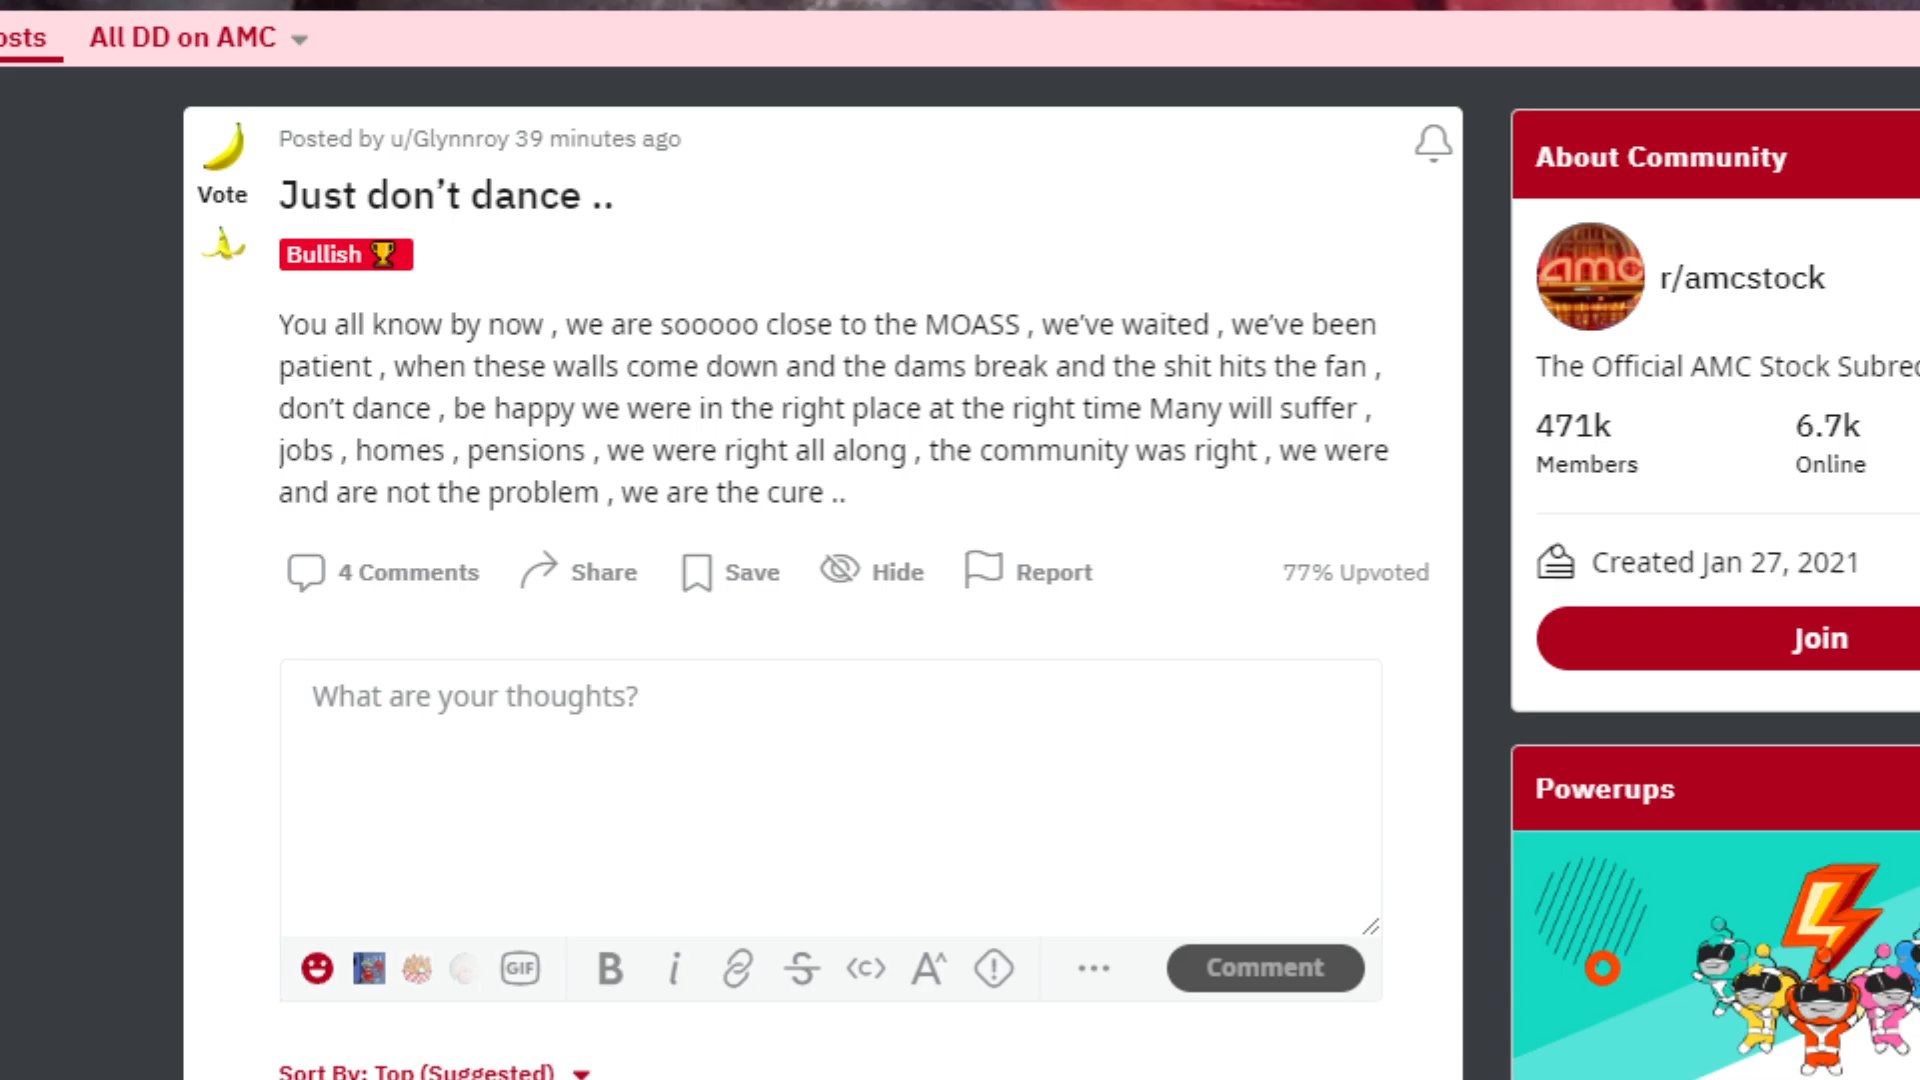 osts All DD on AMC
Posted by u/Glynnroy 39 minutes ago
Vote
Just don’t dance ..
Bullish
You all know by now , we are sooooo close to the MOASS , we’ve waited , we’ve been
patient , when these walls come down and the dams break and the shit hits the fan ,
don’t dance , be happy we were in the right place at the right time Many will suffer ,
jobs , homes , pensions , we were right all along , the community was right , we were
and are not the problem , we are the cure ..
4 Comments Share Save Hide Report 77% Upvoted
What are your thoughts?
GIF B i <c> A^ ... Comment
Sort By: Top (Suggested)
About Community
amc
r/amcstock
The Official AMC Stock Subred
471k 6.7k
Members Online
Created Jan 27, 2021
Join
Powerups